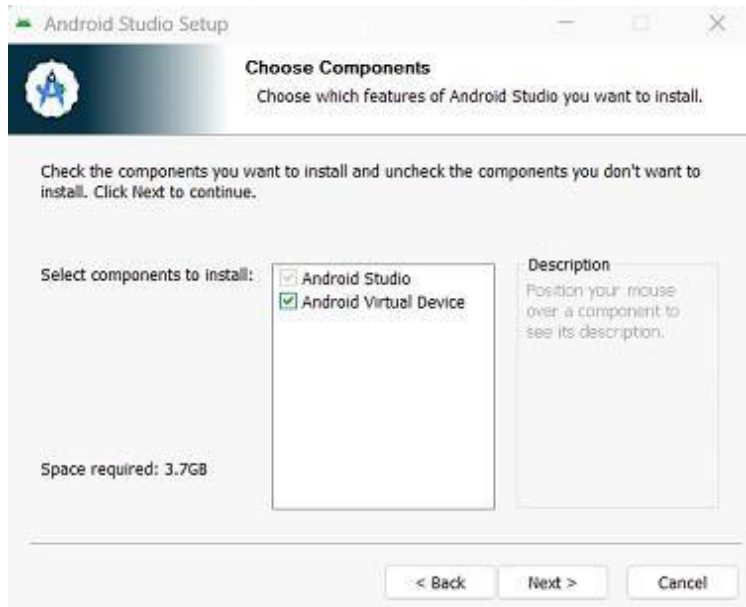 Android Studio Setup
Choose Components
Choose which features of Android Studio you want to install.
Check the components you want to install and uncheck the components you don't want to
install. Click Next to continue.
Select components to install:
Android Studio
Android Virtual Device
Description
Position your mouse
over a component to
see its description.
Space required: 3.7GB
< Back
Next >
Cancel